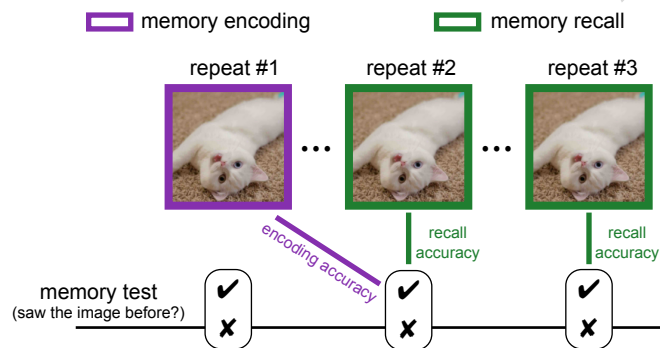 memory encoding
memory recall
repeat #1
repeat #2
repeat #3
...
...
encoding accuracy
recall
accuracy
recall
accuracy
memory test
(saw the image before?)
✔
✔
✔
✘
✘
✘